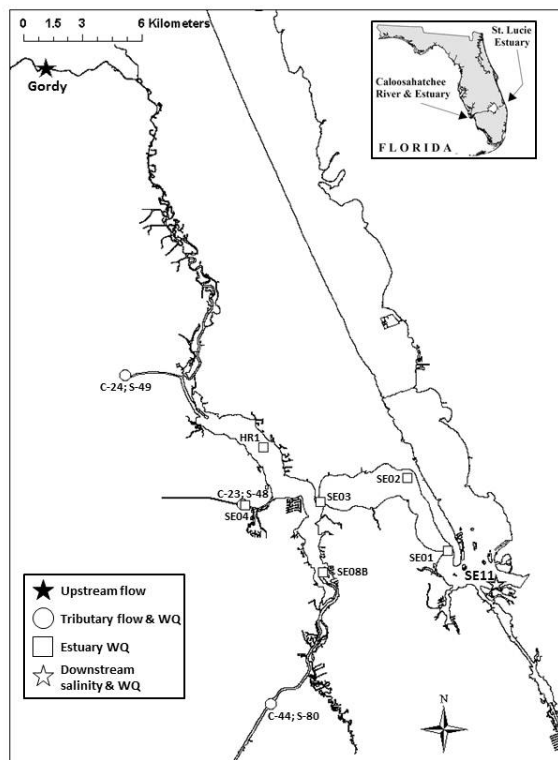 0 1.5 3 6 Kilometers
Gordy
St. Lucie
Estuary
Caloosahatchee
River & Estuary
FLORIDA
C-24; S-49
HR1
C-23; S-48
SE04
SE03
SE02
SE01
SE11
SE08B
C-44; S-80
N
Upstream flow
Tributary flow & WQ
Estuary WQ
Downstream
salinity & WQ